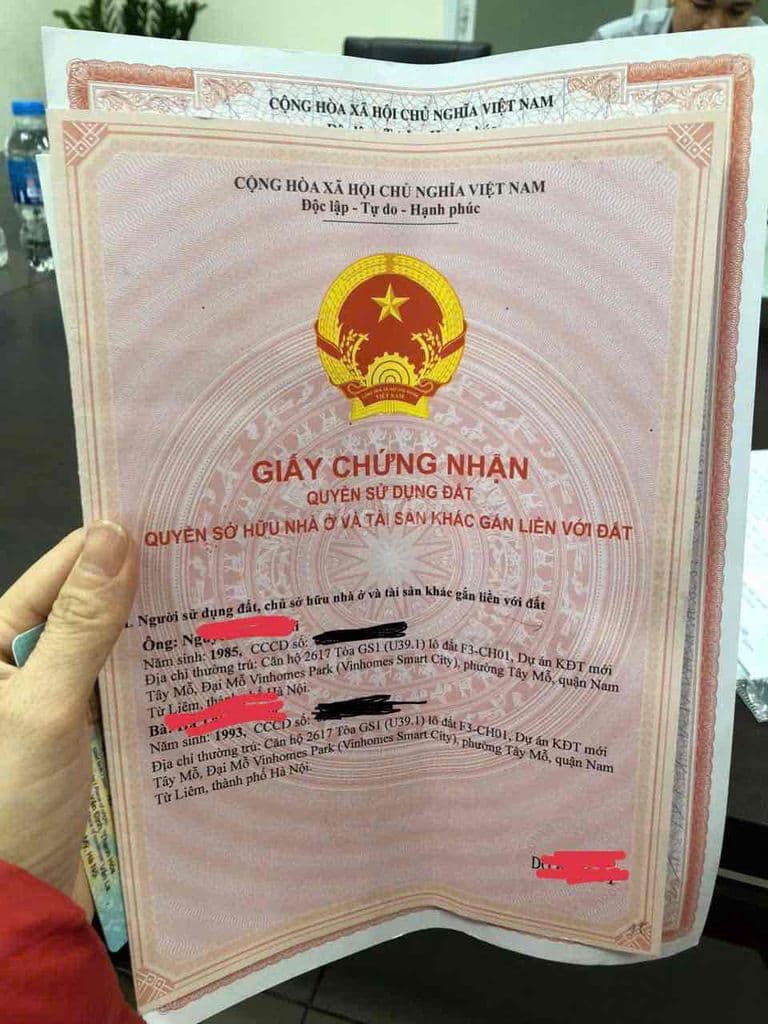 CỘNG HÒA XÃ HỘI CHỦ NGHĨA VIỆT NAM
CỘNG HÒA XÃ HỘI CHỦ NGHĨA VIỆT NAM
Độc lập - Tự do - Hạnh phúc
VIỆT NAM
GIẤY CHỨNG NHẬN
QUYỀN SỬ DỤNG ĐẤT
QUYỀN SỞ HỮU NHÀ Ở VÀ TÀI SẢN KHÁC GẮN LIỀN VỚI ĐẤT
I. Người sử dụng đất, chủ sở hữu nhà ở và tài sản khác gắn liền với đất
Ông:
Năm sinh: 1985, CCCD số:
Địa chỉ thường trú: Căn hộ 2617 Tòa GS1 (U39.1) lô đất F3-CH01, Dự án KĐT mới
Tây Mỗ, Đại Mỗ Vinhomes Park (Vinhomes Smart City), phường Tây Mỗ, quận Nam
Từ Liêm, thành phố Hà Nội.
Bà:
Năm sinh: 1993, CCCD số:
Địa chỉ thường trú: Căn hộ 2617 Tòa GS1 (U39.1) lô đất F3-CH01, Dự án KĐT mới
Tây Mỗ, Đại Mỗ Vinhomes Park (Vinhomes Smart City), phường Tây Mỗ, quận Nam
Từ Liêm, thành phố Hà Nội.